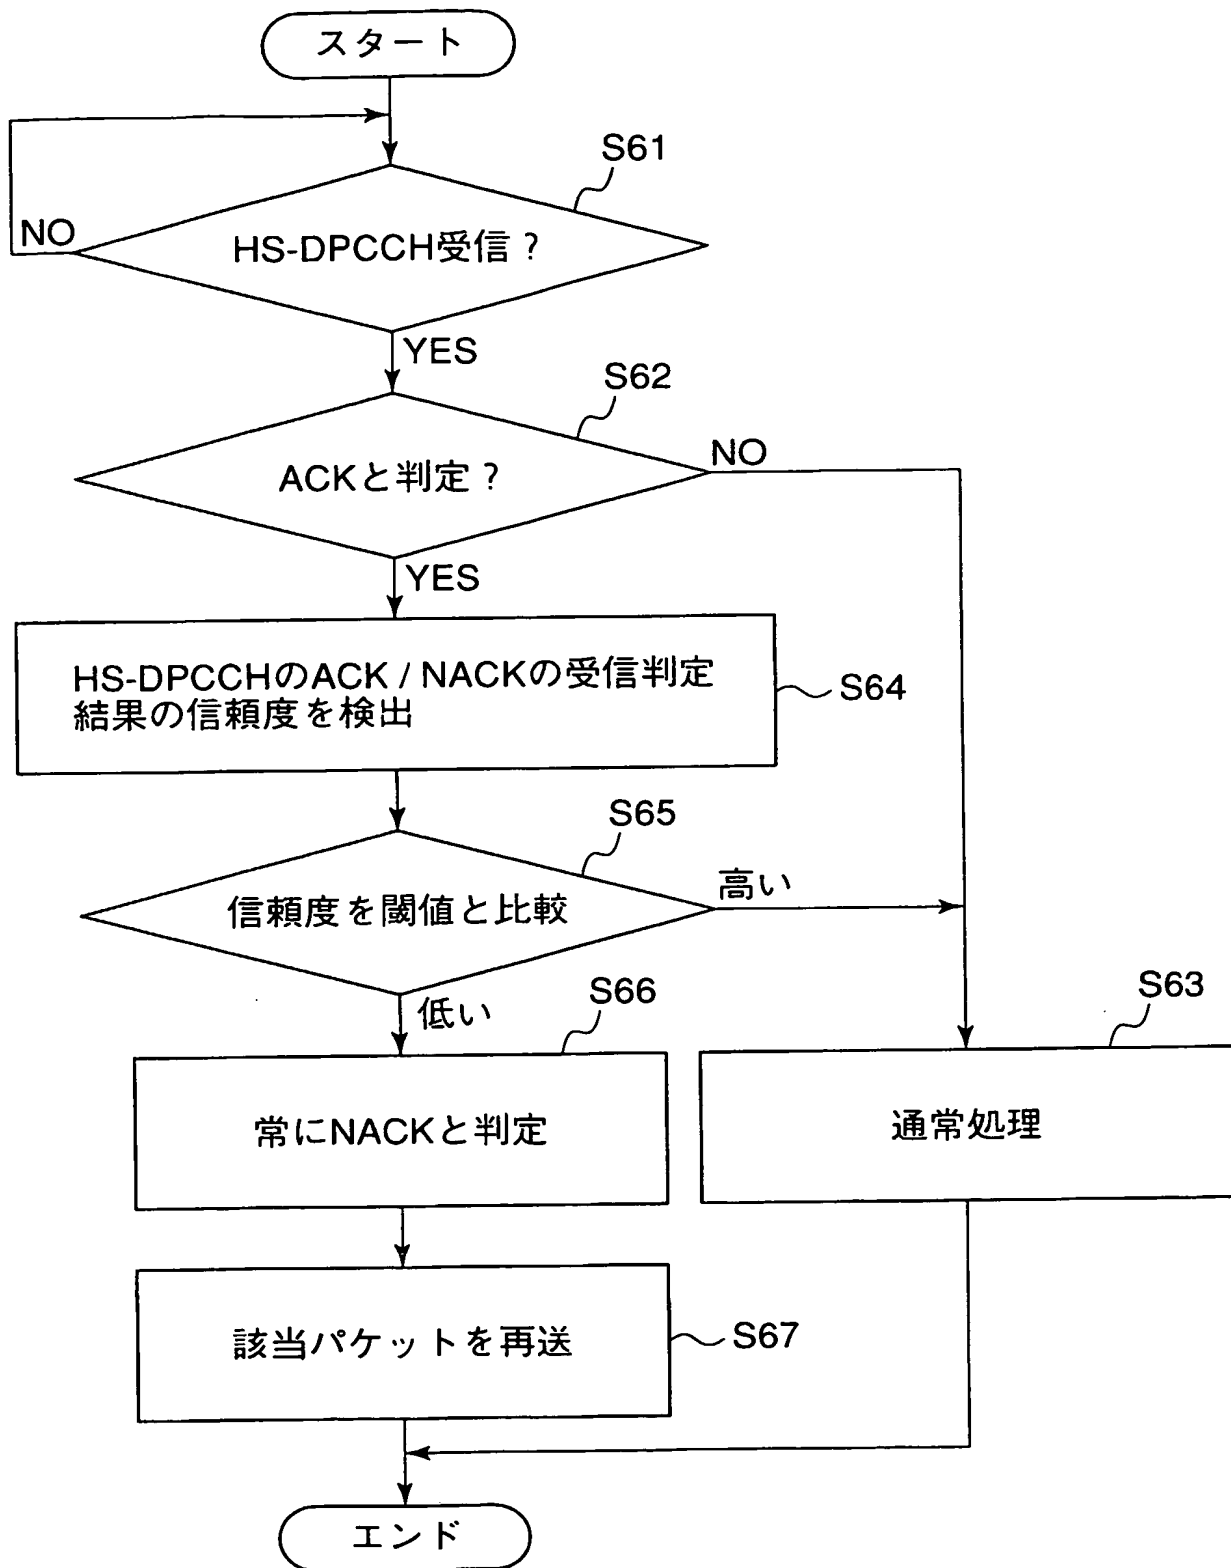 スタート
S61
NO
HS-DPCCH受信？
YES
S62
NO
ACKと判定？
YES
HS-DPCCHのACK / NACKの受信判定
結果の信頼度を検出
S64
S65
高い
信頼度を閾値と比較
低い
S66
S63
常にNACKと判定
通常処理
該当パケットを再送
S67
エンド